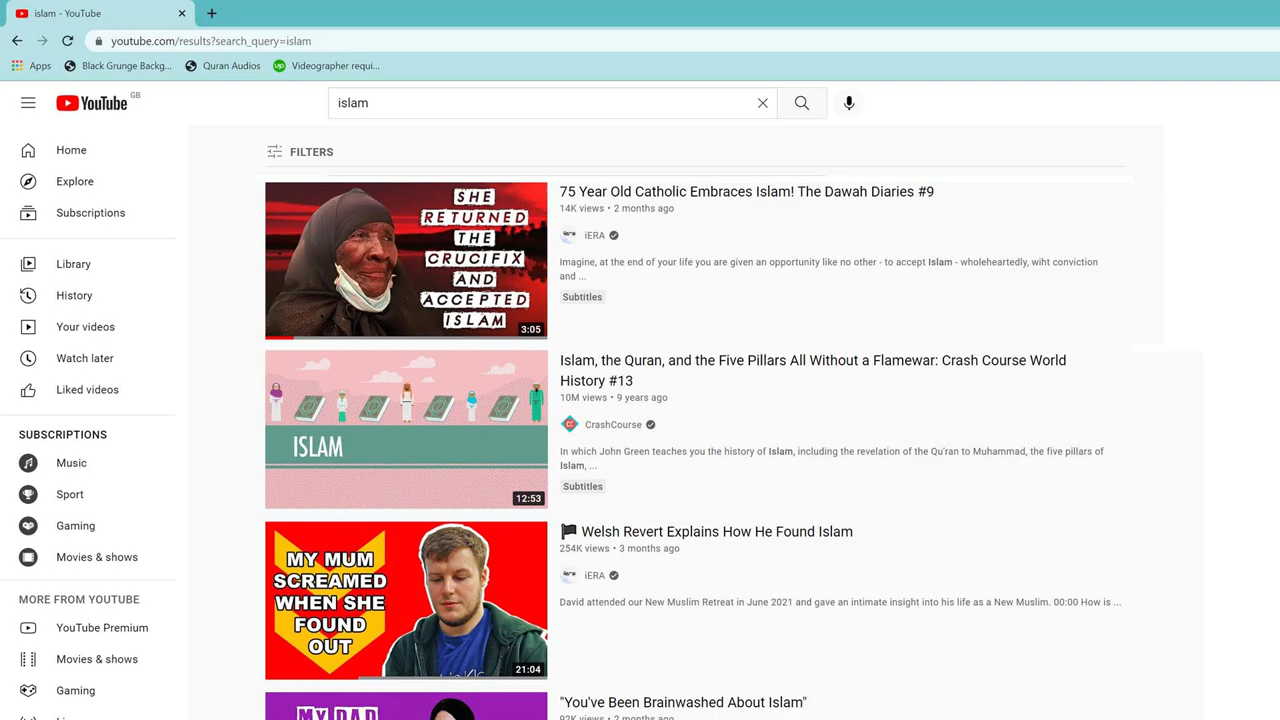 islam - YouTube
youtube.com/results?search_query=islam
Apps
Black Grunge Backg...
Quran Audios
Videographer requi...
YouTube GB
islam
Home
Explore
Subscriptions
Library
History
Your videos
Watch later
Liked videos
SUBSCRIPTIONS
Music
Sport
Gaming
Movies & shows
MORE FROM YOUTUBE
YouTube Premium
Movies & shows
Gaming
FILTERS
SHE
RETURNED
THE
CRUCIFIX
AND
ACCEPTED
ISLAM
3:05
75 Year Old Catholic Embraces Islam! The Dawah Diaries #9
14K views • 2 months ago
iERA
Imagine, at the end of your life you are given an opportunity like no other - to accept Islam - wholeheartedly, wiht conviction
and ...
Subtitles
ISLAM
12:53
Islam, the Quran, and the Five Pillars All Without a Flamewar: Crash Course World
History #13
10M views • 9 years ago
CC
CrashCourse
In which John Green teaches you the history of Islam, including the revelation of the Qu'ran to Muhammad, the five pillars of
Islam, ...
Subtitles
MY MUM
SCREAMED
WHEN SHE
FOUND
OUT
21:04
Welsh Revert Explains How He Found Islam
254K views • 3 months ago
iERA
David attended our New Muslim Retreat in June 2021 and gave an intimate insight into his life as a New Muslim. 00:00 How is ...
MY DAD
"You've Been Brainwashed About Islam"
92K views • 2 months ago